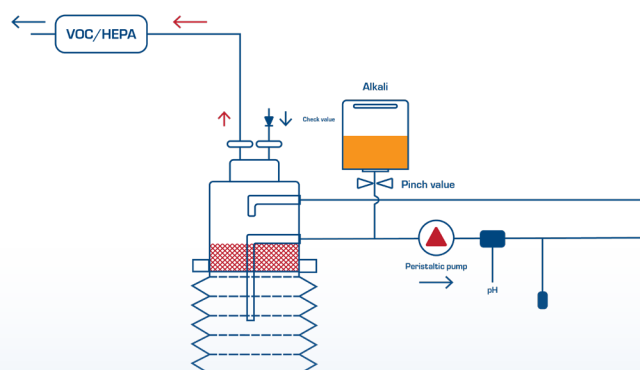 VOC/HEPA
Alkali
Check value
Pinch value
Peristaltic pump
pH